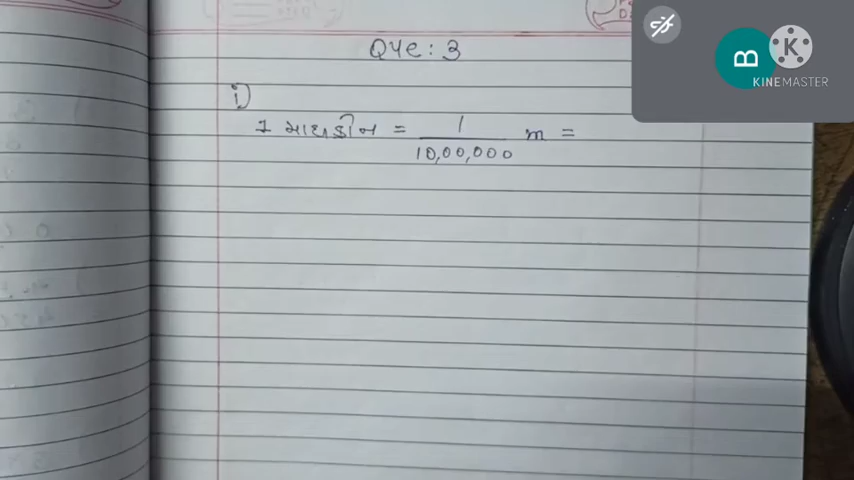 Que: 3
i)
1 માઇક્રોન = 1/10,00,000 m =
B K
KINEMASTER